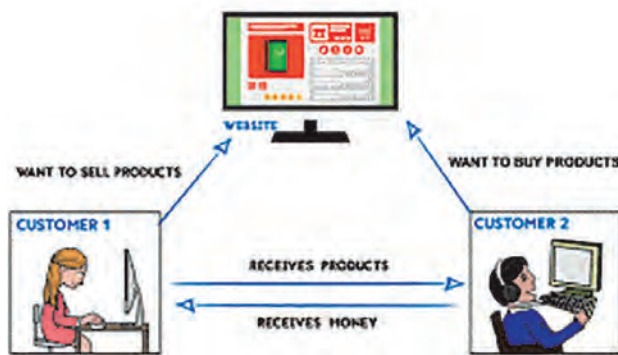 WEBSITE
WANT TO SELL PRODUCTS
WANT TO BUY PRODUCTS
CUSTOMER 1
CUSTOMER 2
RECEIVES PRODUCTS
RECEIVES MONEY